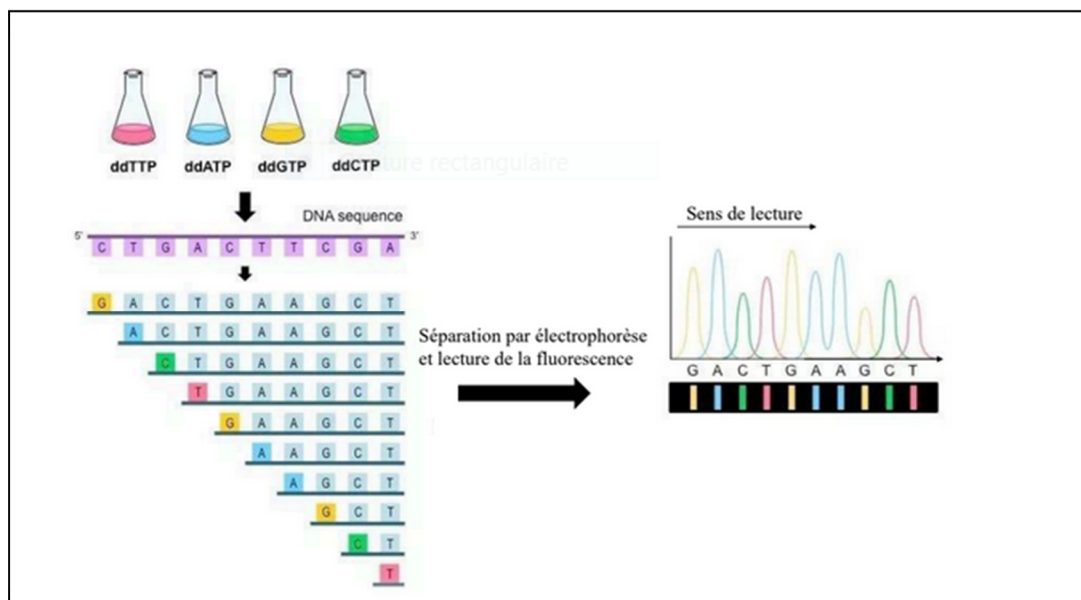 ddTTP ddATP ddGTP ddCTP
rectangulaire
DNA sequence
5' 3'
C T G A C T T C G A
G A C T G A A G C T
A C T G A A G C T
C T G A A G C T
T G A A G C T
G A A G C T
A A G C T
A G C T
G C T
C T
T
Séparation par électrophorèse
et lecture de la fluorescence
Sens de lecture
G A C T G A A G C T